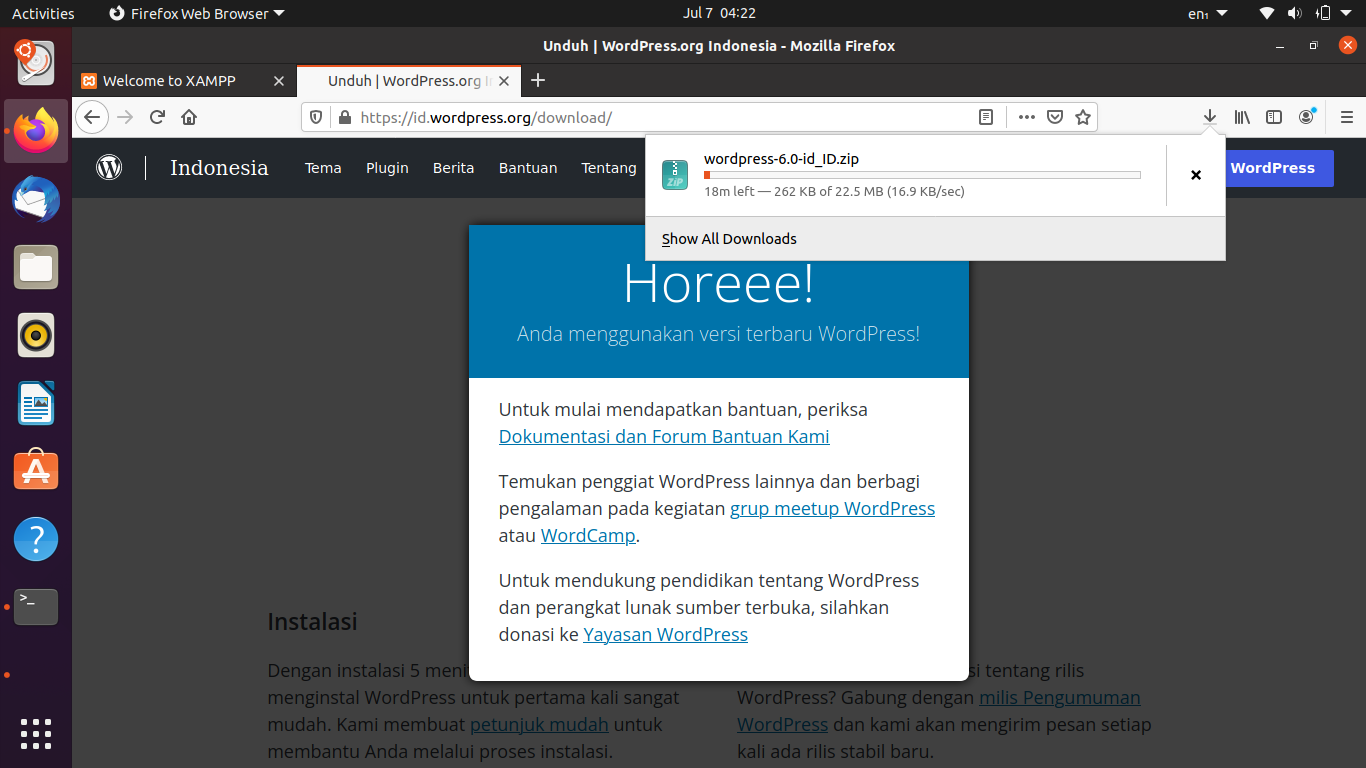 Activities
Firefox Web Browser
Jul 7 04:22
en₁
Unduh | WordPress.org Indonesia - Mozilla Firefox
Welcome to XAMPP
Unduh | WordPress.org I
https://id.wordpress.org/download/
Indonesia
Tema
Plugin
Berita
Bantuan
Tentang
WordPress
wordpress-6.0-id_ID.zip
ZiP
18m left — 262 KB of 22.5 MB (16.9 KB/sec)
Show All Downloads
Horeee!
Anda menggunakan versi terbaru WordPress!
Untuk mulai mendapatkan bantuan, periksa
Dokumentasi dan Forum Bantuan Kami
Temukan penggiat WordPress lainnya dan berbagi
pengalaman pada kegiatan grup meetup WordPress
atau WordCamp.
Untuk mendukung pendidikan tentang WordPress
dan perangkat lunak sumber terbuka, silahkan
donasi ke Yayasan WordPress
Instalasi
Dengan instalasi 5 meni
menginstal WordPress untuk pertama kali sangat
mudah. Kami membuat petunjuk mudah untuk
membantu Anda melalui proses instalasi.
si tentang rilis
WordPress? Gabung dengan milis Pengumuman
WordPress dan kami akan mengirim pesan setiap
kali ada rilis stabil baru.